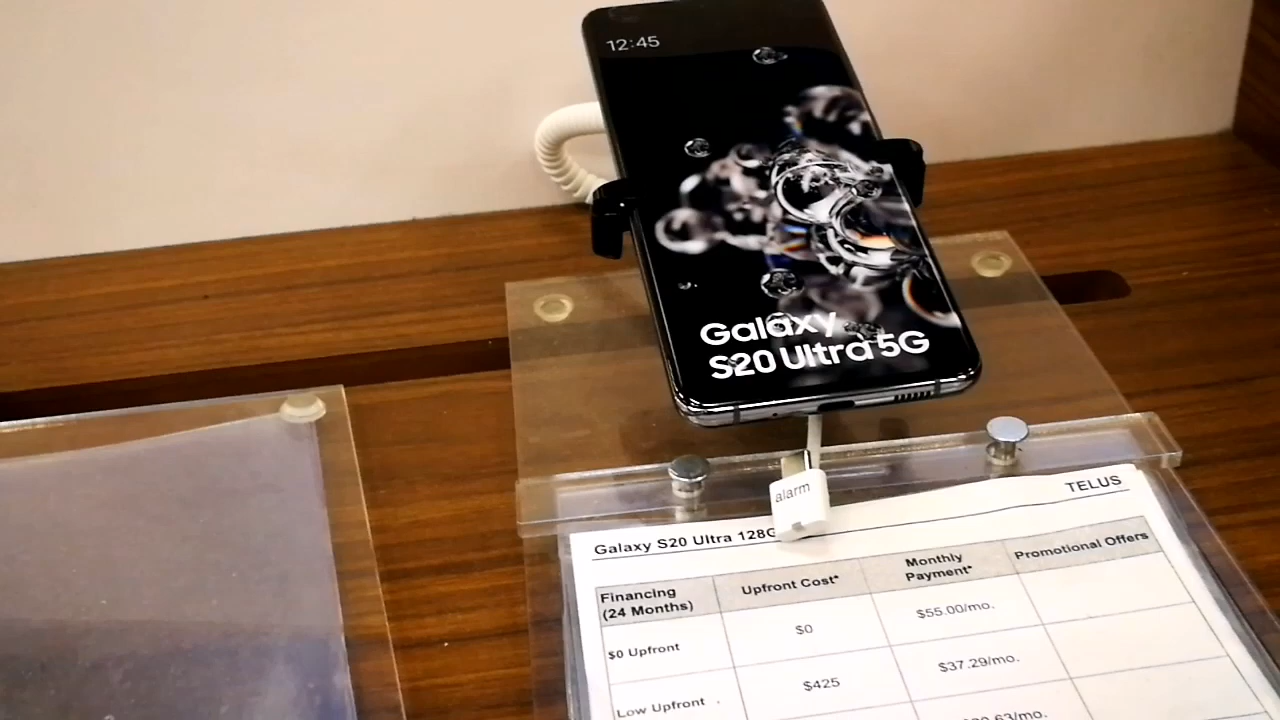 12:45
Galaxy
S20 Ultra 5G
alarm
TELUS
Galaxy S20 Ultra 128G
Financing
(24 Months)
Upfront Cost*
Monthly
Payment*
Promotional Offers
$0 Upfront
$0
$55.00/mo.
Low Upfront
$425
$37.29/mo.